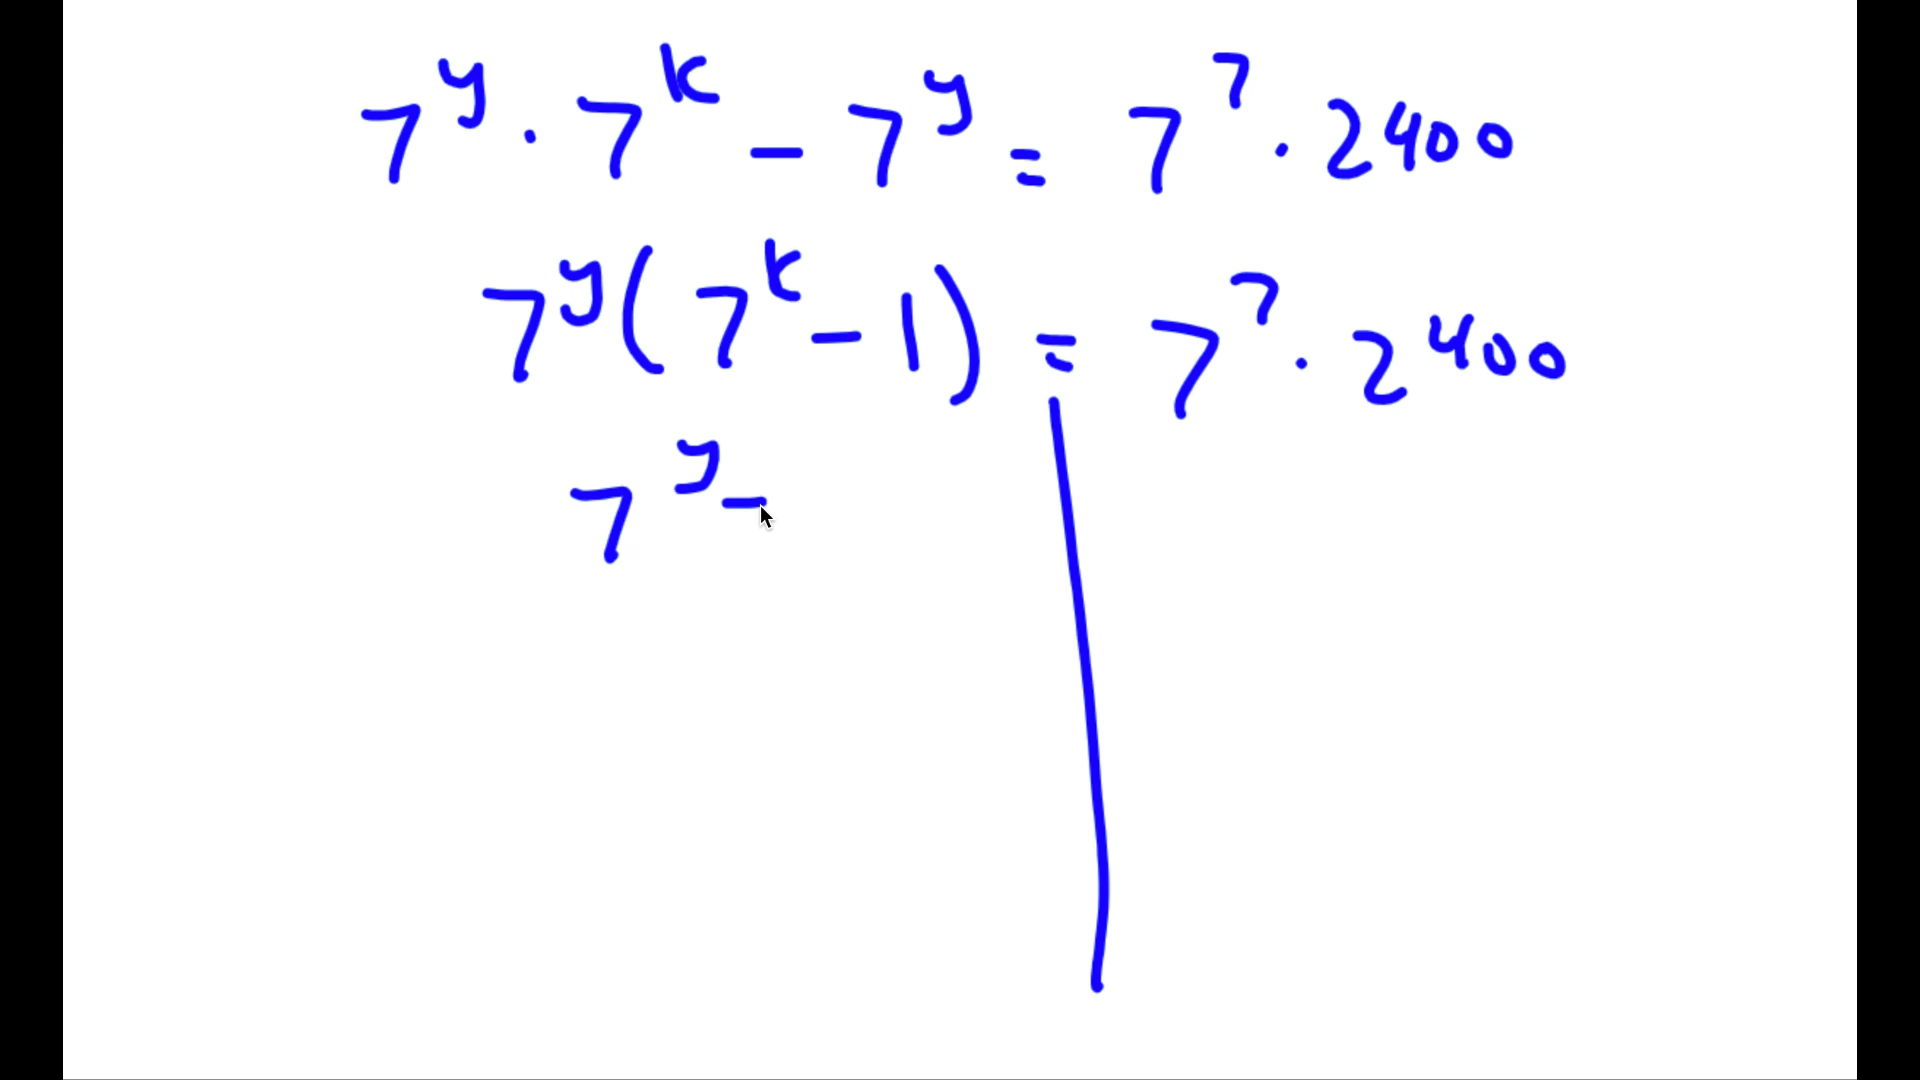 7^y · 7^k - 7^y = 7^7 · 2400
7^y (7^k - 1) = 7^7 · 2400
7^y -